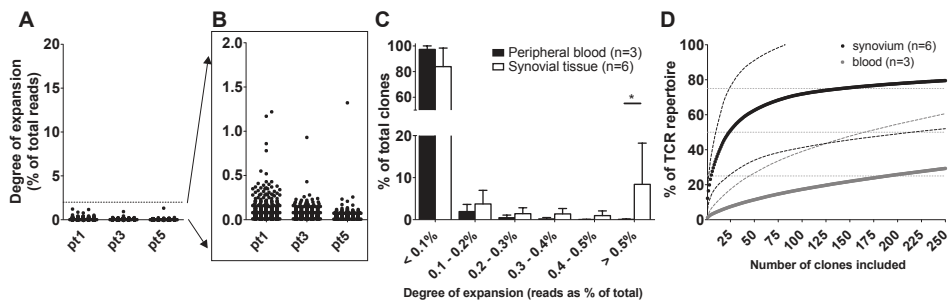 A
Degree of expansion
(% of total reads)
50
40
30
20
10
0
pt1
pt3
pt5
B
2.0
1.5
1.0
0.5
0.0
pt1
pt3
pt5
C
% of total clones
100
80
60
20
10
0
Peripheral blood (n=3)
Synovial tissue (n=6)
*
< 0.1%
0.1 - 0.2%
0.2 - 0.3%
0.3 - 0.4%
0.4 - 0.5%
> 0.5%
Degree of expansion (reads as % of total)
D
% of TCR repertoire
100
80
60
40
20
0
synovium (n=6)
blood (n=3)
25
50
75
100
125
150
175
200
225
250
Number of clones included